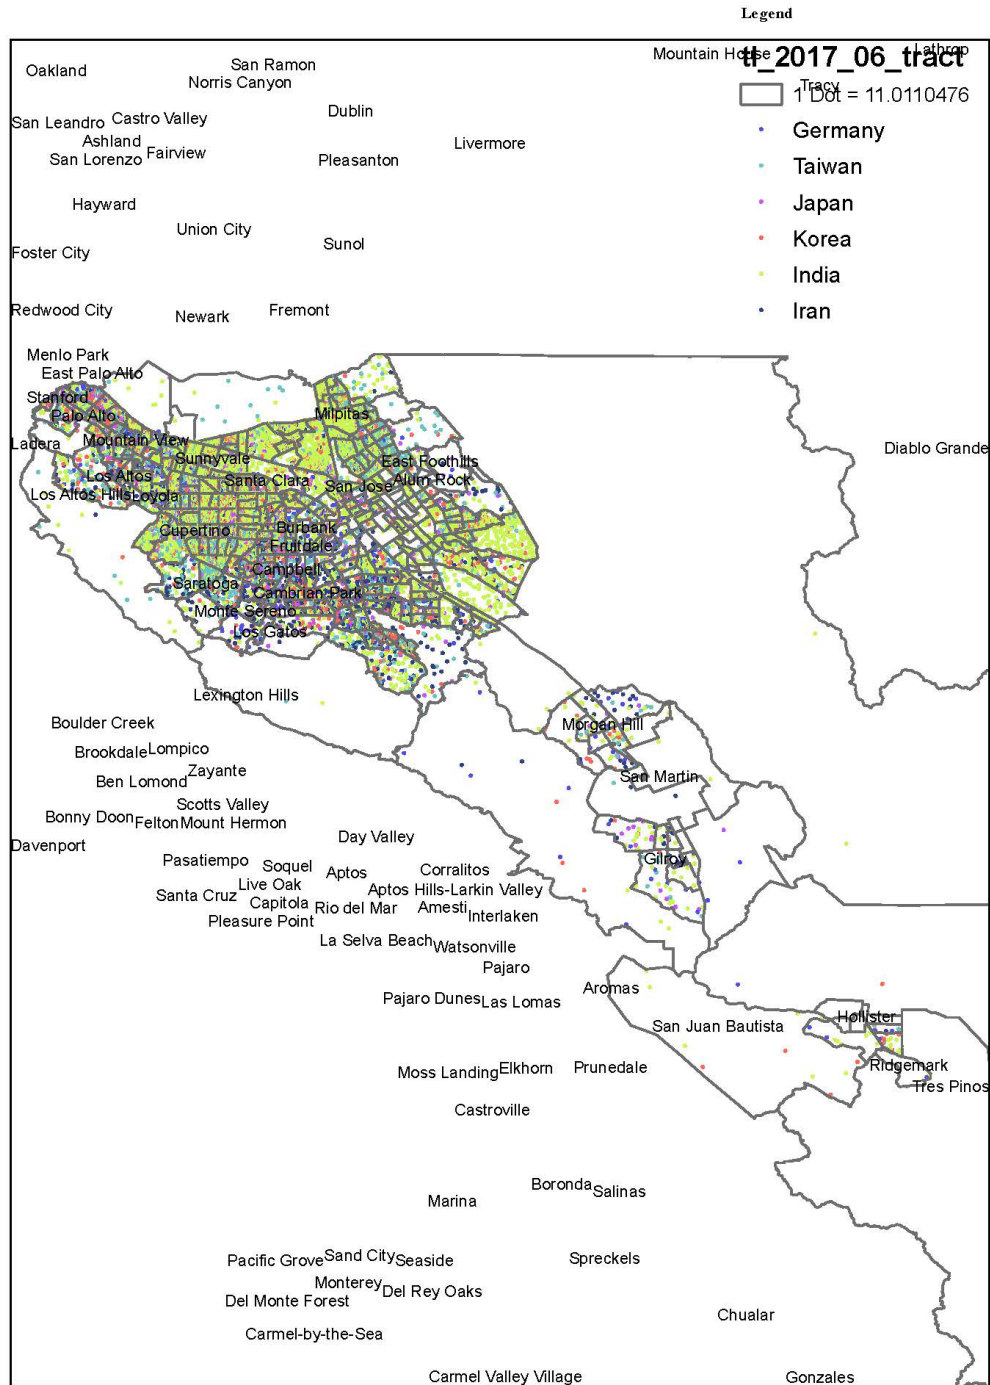 Legend
Mountain House
Lathrop
tl_2017_06_tract
Tracy
1 Dot = 11.0110476
Germany
Taiwan
Japan
Korea
India
Iran
Oakland
San Ramon
Norris Canyon
San Leandro
Castro Valley
Dublin
Ashland
San Lorenzo
Fairview
Pleasanton
Livermore
Hayward
Union City
Sunol
Foster City
Redwood City
Newark
Fremont
Menlo Park
East Palo Alto
Stanford
Palo Alto
Milpitas
Ladera
Mountain View
Sunnyvale
East Foothills
Diablo Grande
Los Altos
Santa Clara
San Jose
Alum Rock
Los Altos Hills
Loyola
Cupertino
Burbank
Fruitdale
Campbell
Saratoga
Cambrian Park
Monte Sereno
Los Gatos
Lexington Hills
Boulder Creek
Morgan Hill
Brookdale
Lompico
Zayante
San Martin
Ben Lomond
Scotts Valley
Bonny Doon
Felton
Mount Hermon
Davenport
Day Valley
Pasatiempo
Soquel
Aptos
Corralitos
Gilroy
Live Oak
Santa Cruz
Aptos Hills-Larkin Valley
Capitola
Rio del Mar
Amesti
Interlaken
Pleasure Point
La Selva Beach
Watsonville
Pajaro
Pajaro Dunes
Las Lomas
Aromas
San Juan Bautista
Hollister
Moss Landing
Elkhorn
Prunedale
Ridgemark
Tres Pinos
Castroville
Marina
Boronda
Salinas
Pacific Grove
Sand City
Seaside
Spreckels
Monterey
Del Rey Oaks
Del Monte Forest
Chualar
Carmel-by-the-Sea
Carmel Valley Village
Gonzales